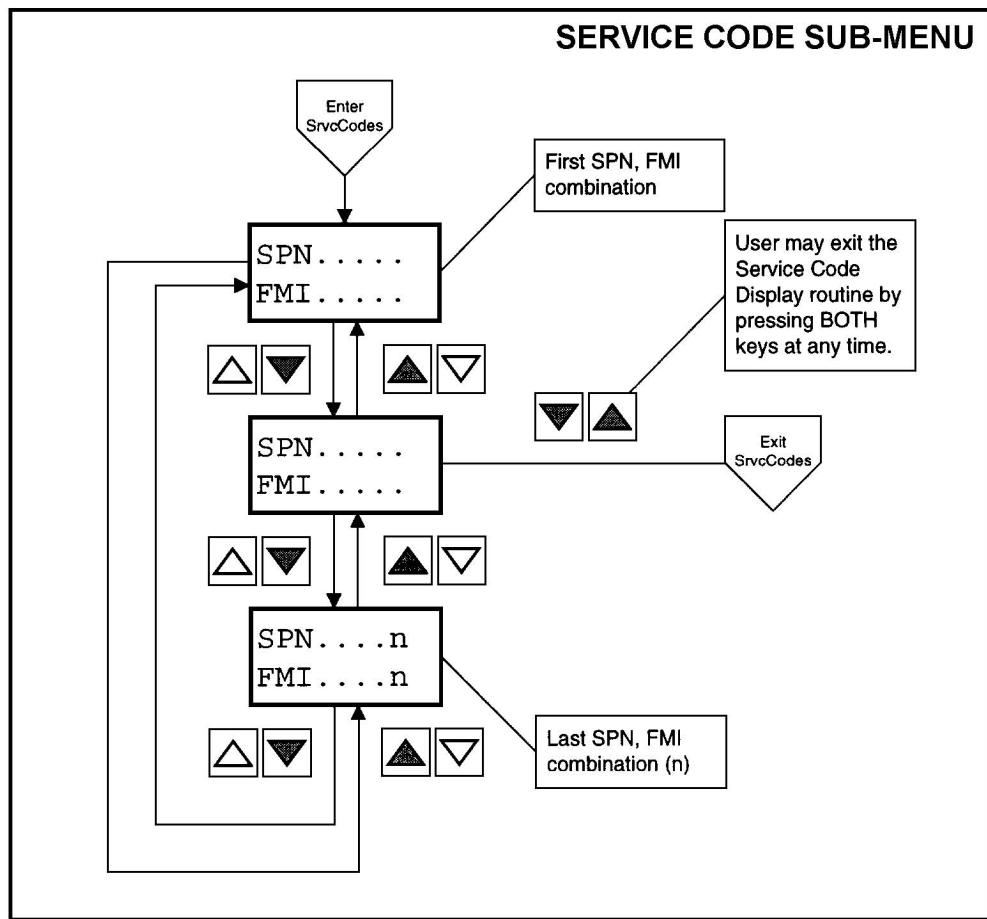 SERVICE CODE SUB-MENU
Enter
SrvcCodes
First SPN, FMI
combination
SPN.....
FMI.....
User may exit the
Service Code
Display routine by
pressing BOTH
keys at any time.
SPN.....
FMI.....
Exit
SrvcCodes
SPN....n
FMI....n
Last SPN, FMI
combination (n)